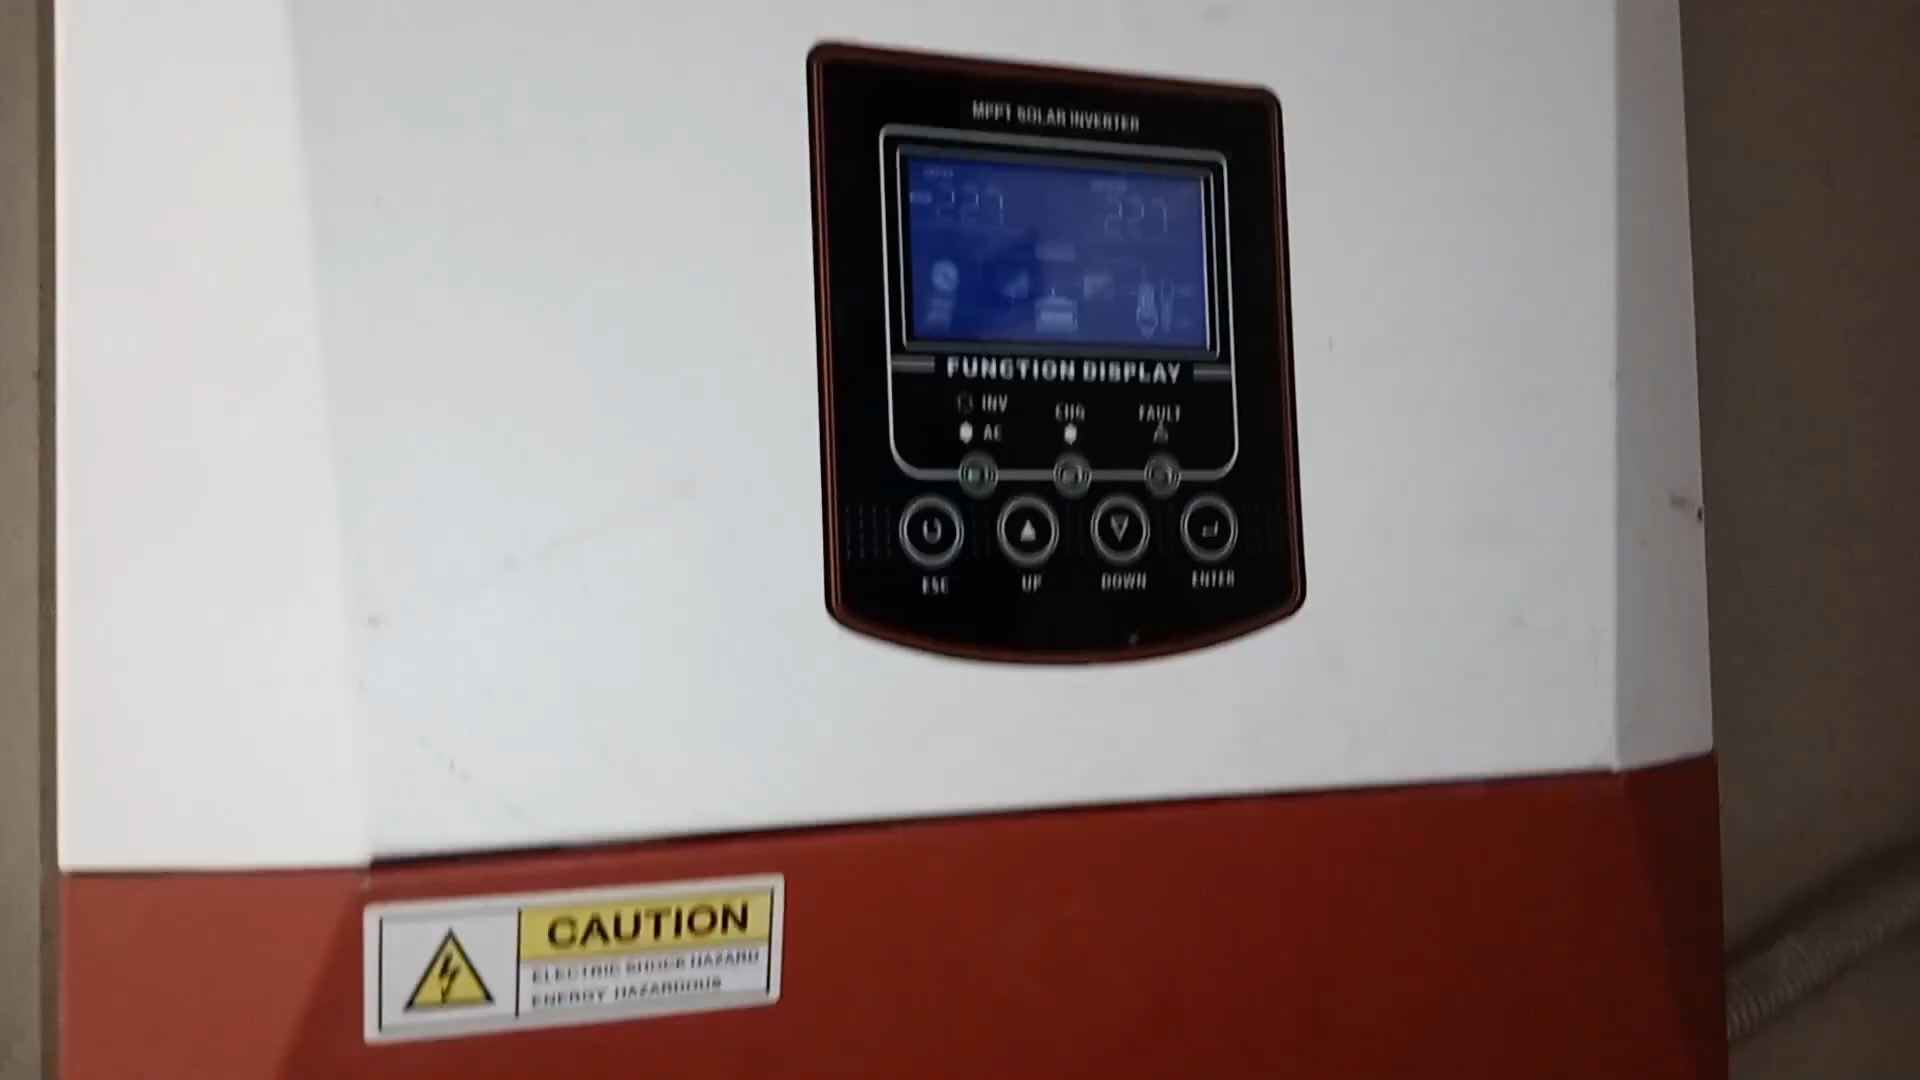 MPPT SOLAR INVERTER
227 227
FUNCTION DISPLAY
INV
CHG FAULT
AC
ESC UP DOWN ENTER
CAUTION
ELECTRIC SHOCK HAZARD
ENERGY HAZARDOUS